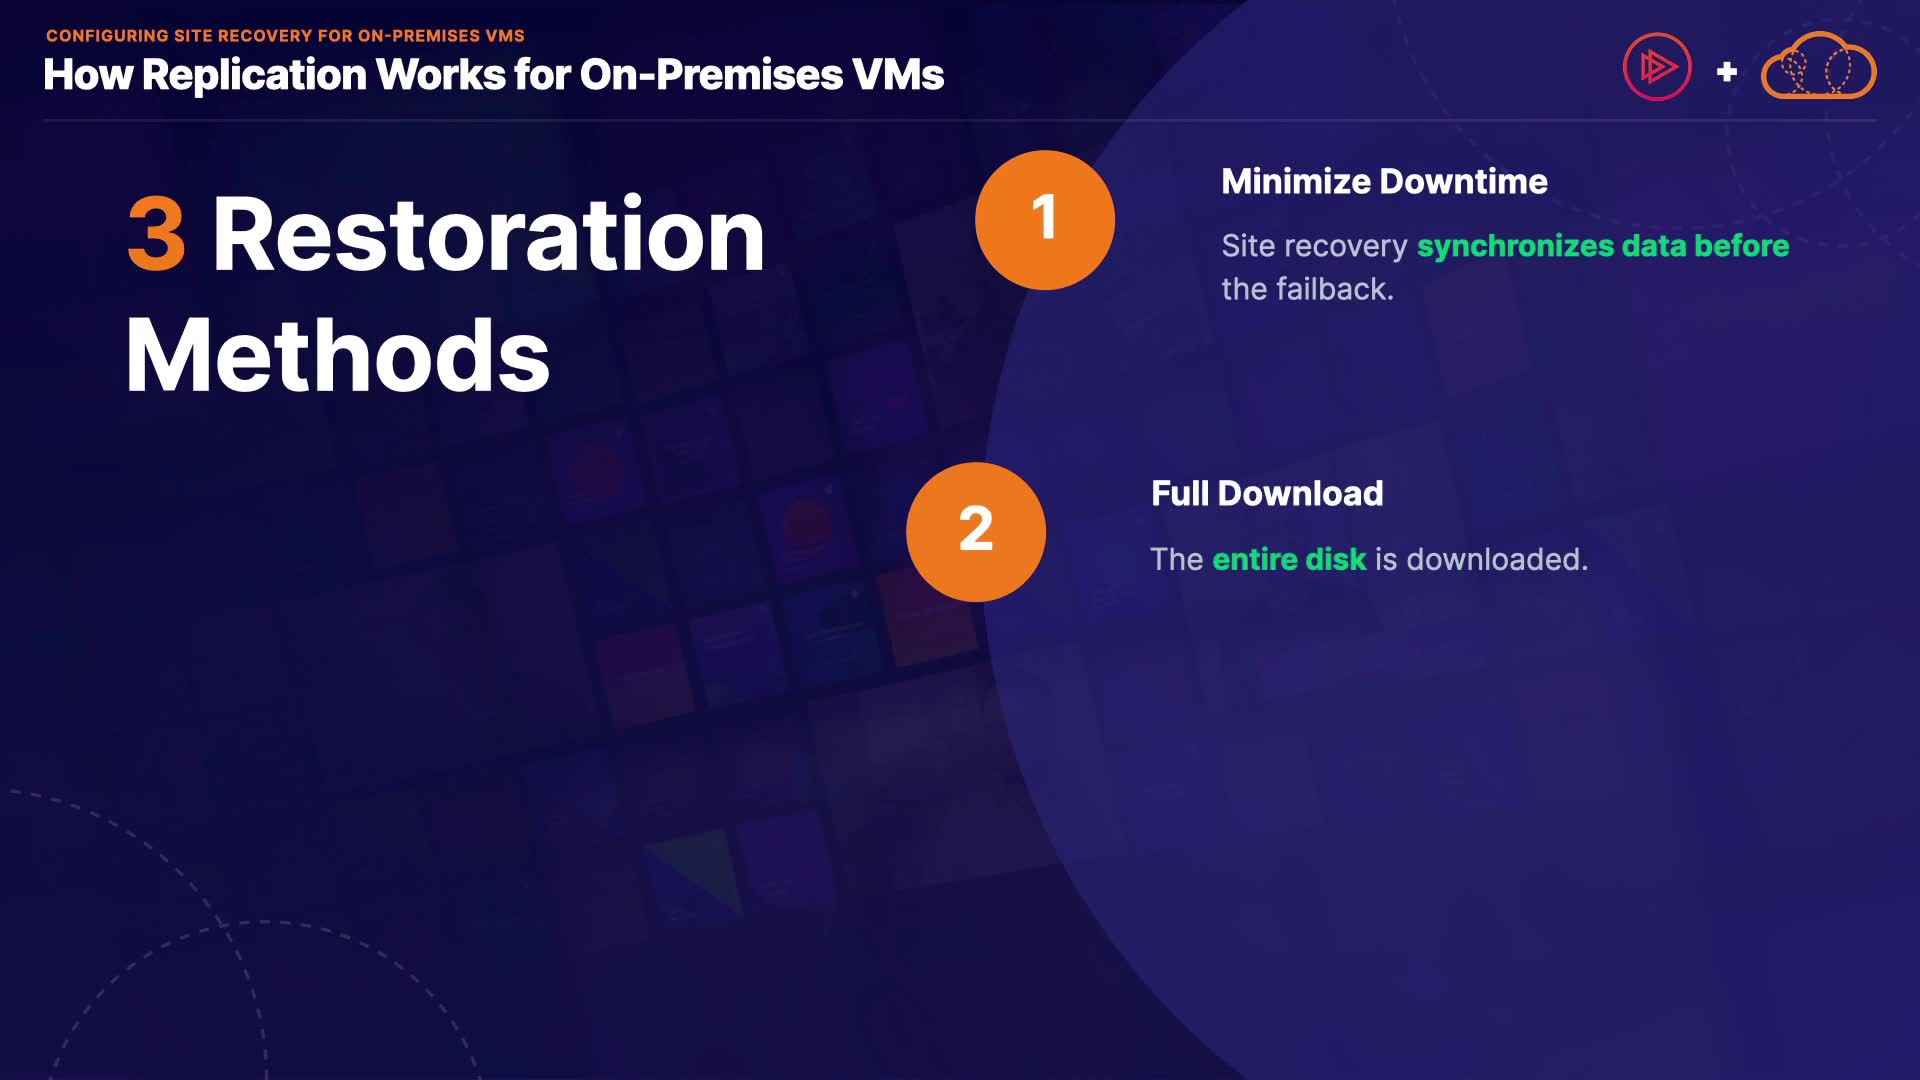 CONFIGURING SITE RECOVERY FOR ON-PREMISES VMS
How Replication Works for On-Premises VMs
+
3 Restoration
Methods
1
Minimize Downtime
Site recovery synchronizes data before
the failback.
2
Full Download
The entire disk is downloaded.